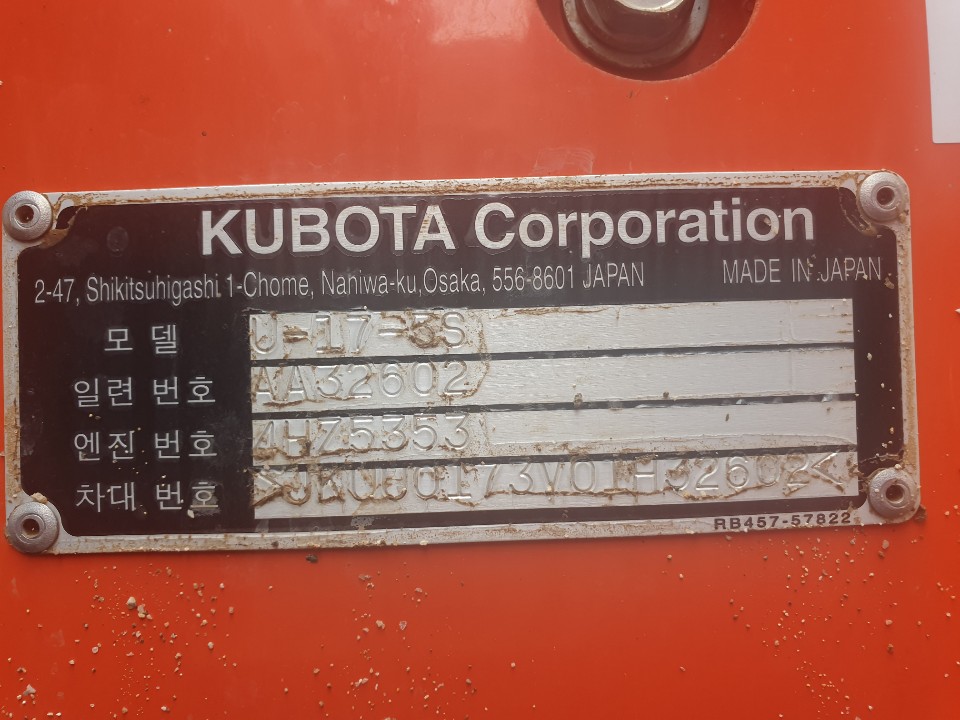 KUBOTA Corporation
2-47, Shikitsuhigashi 1-Chome, Nahiwa-ku, Osaka, 556-8601 JAPAN MADE IN JAPAN
모델 U-17-3S
일련 번호 AA32602
엔진 번호 4HZ5353
차대 번호
RB457-57822